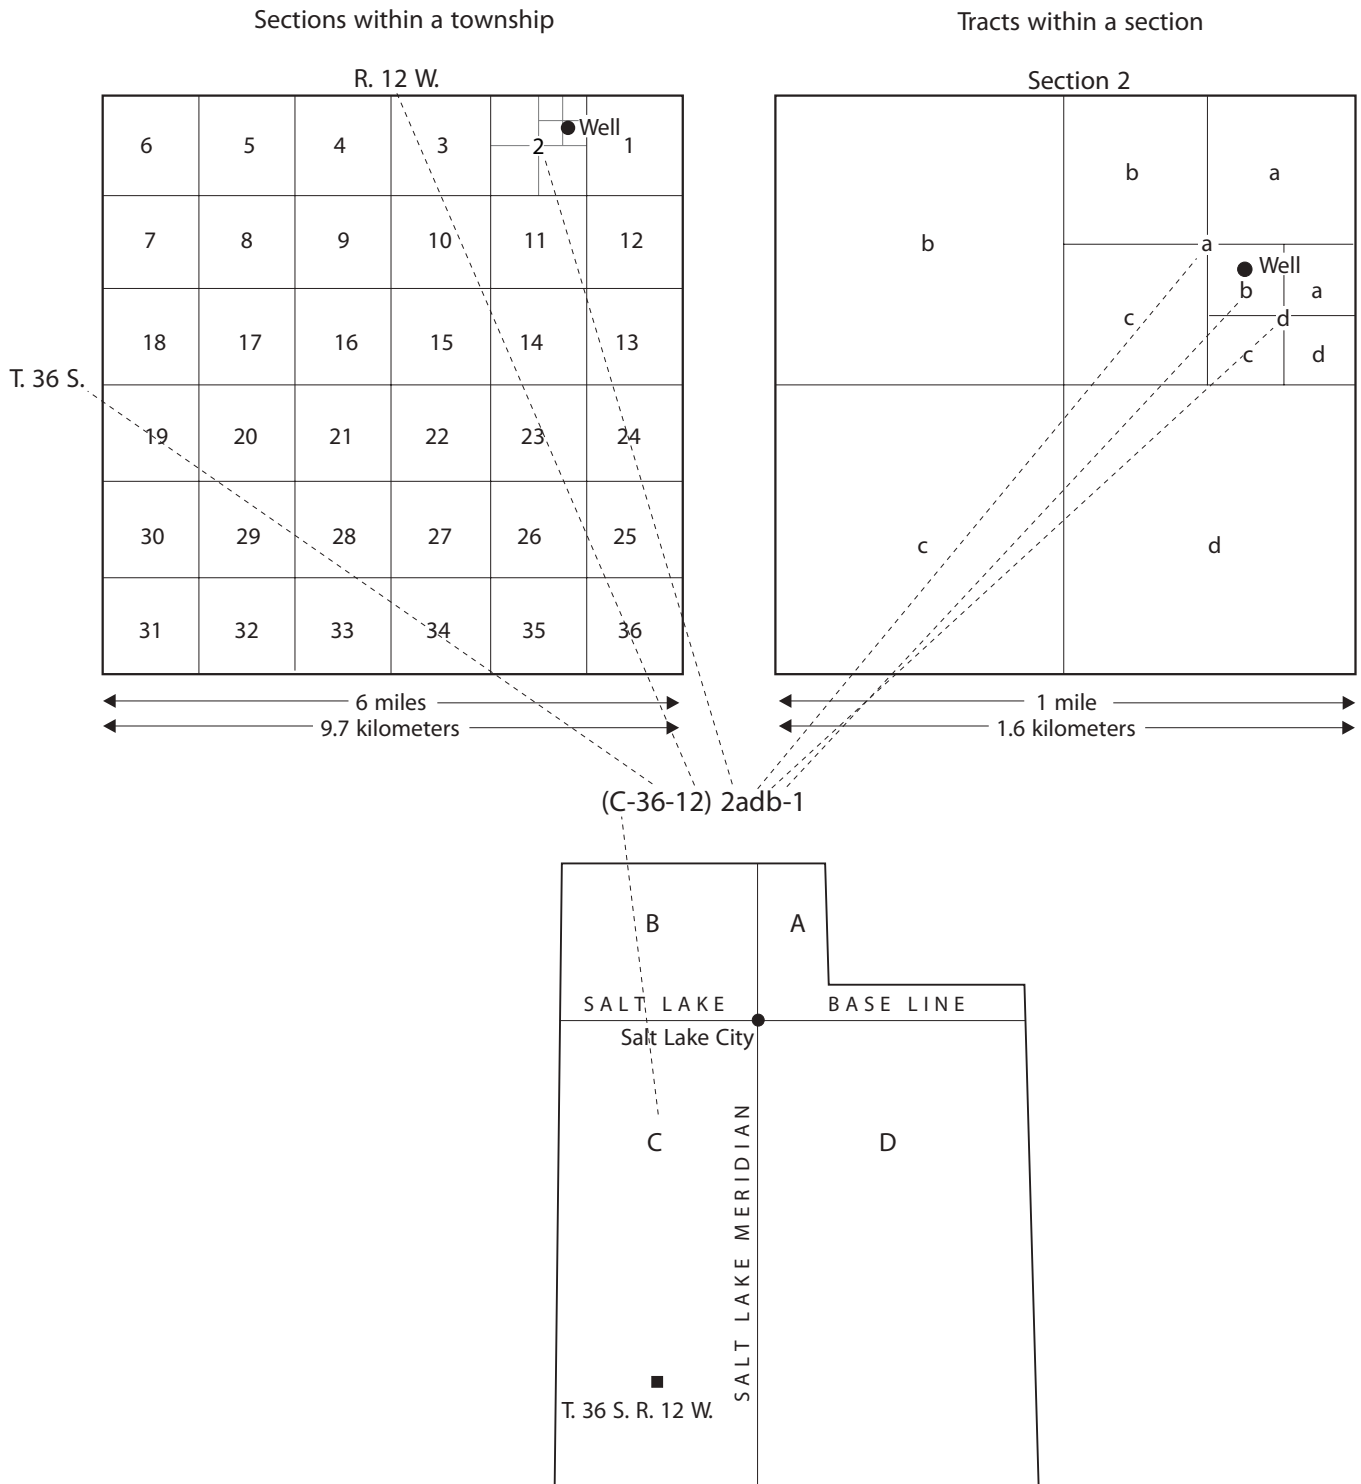 Sections within a township
Tracts within a section
R. 12 W.
Section 2
6 5 4 3 2 Well 1
7 8 9 10 11 12
18 17 16 15 14 13
T. 36 S.
19 20 21 22 23 24
30 29 28 27 26 25
31 32 33 34 35 36
6 miles
9.7 kilometers
b a
b a
Well
b a
c d
c d
c d
1 mile
1.6 kilometers
(C-36-12) 2adb-1
B A
SALT LAKE BASE LINE
Salt Lake City
C D
SALT LAKE MERIDIAN
T. 36 S. R. 12 W.